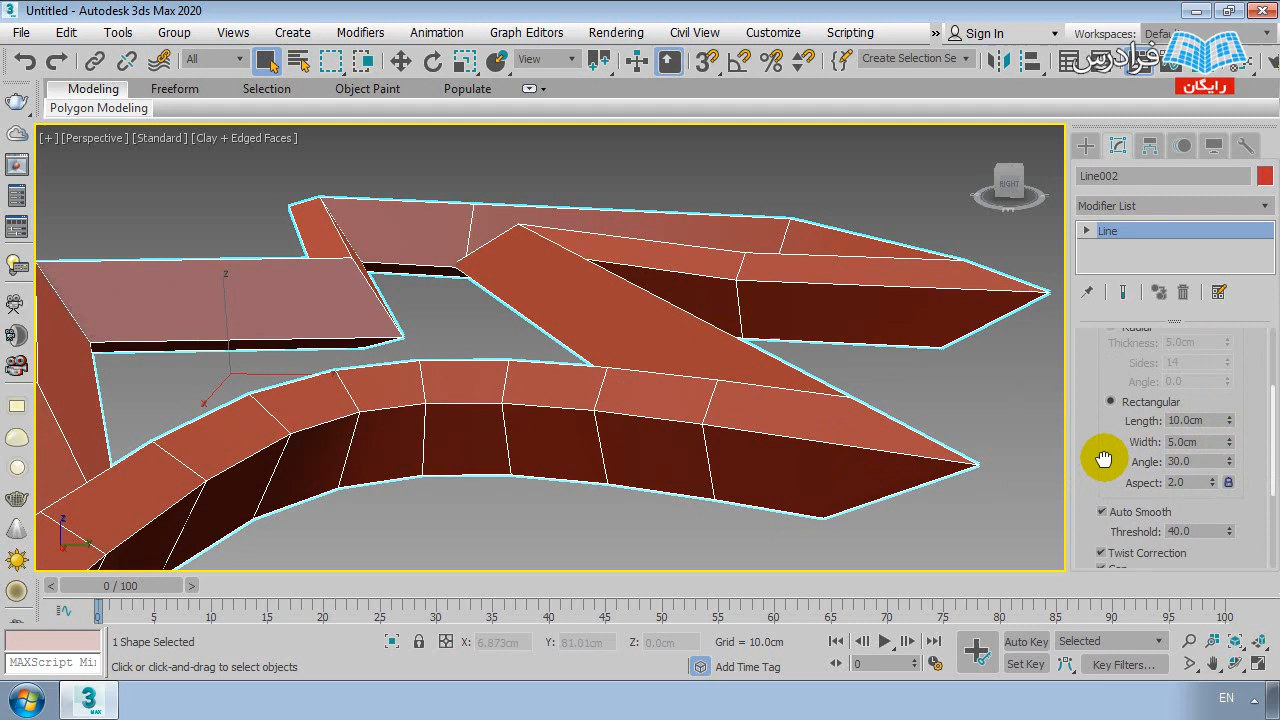 Untitled - Autodesk 3ds Max 2020
File Edit Tools Group Views Create Modifiers Animation Graph Editors Rendering Civil View Customize Scripting » Sign In Workspaces:
All View Create Selection Se
فرادرس
رایگان
Modeling Freeform Selection Object Paint Populate
Polygon Modeling
[+] [Perspective] [Standard] [Clay + Edged Faces]
RIGHT
Line002
Modifier List
Line
Radial
Thickness: 5.0cm
Sides: 14
Angle: 0.0
Rectangular
Length: 10.0cm
Width: 5.0cm
Angle: 30.0
Aspect: 2.0
Auto Smooth
Threshold: 40.0
Twist Correction
z
x
z
y
x
< 0 / 100 >
0 5 10 15 20 25 30 35 40 45 50 55 60 65 70 75 80 85 90 95 100
1 Shape Selected X: 6.873cm Y: 81.01cm Z: 0.0cm Grid = 10.0cm Auto Key Selected
MAXScript Mi Click or click-and-drag to select objects Add Time Tag 0 Set Key Key Filters...
3 MAX EN